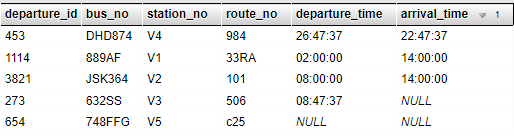 departure_id bus_no station_no route_no departure_time arrival_time 1
453 DHD874 V4 984 26:47:37 22:47:37
1114 889AF V1 33RA 02:00:00 14:00:00
3821 JSK364 V2 101 08:00:00 14:00:00
273 632SS V3 506 08:47:37 NULL
654 748FFG V5 c25 NULL NULL